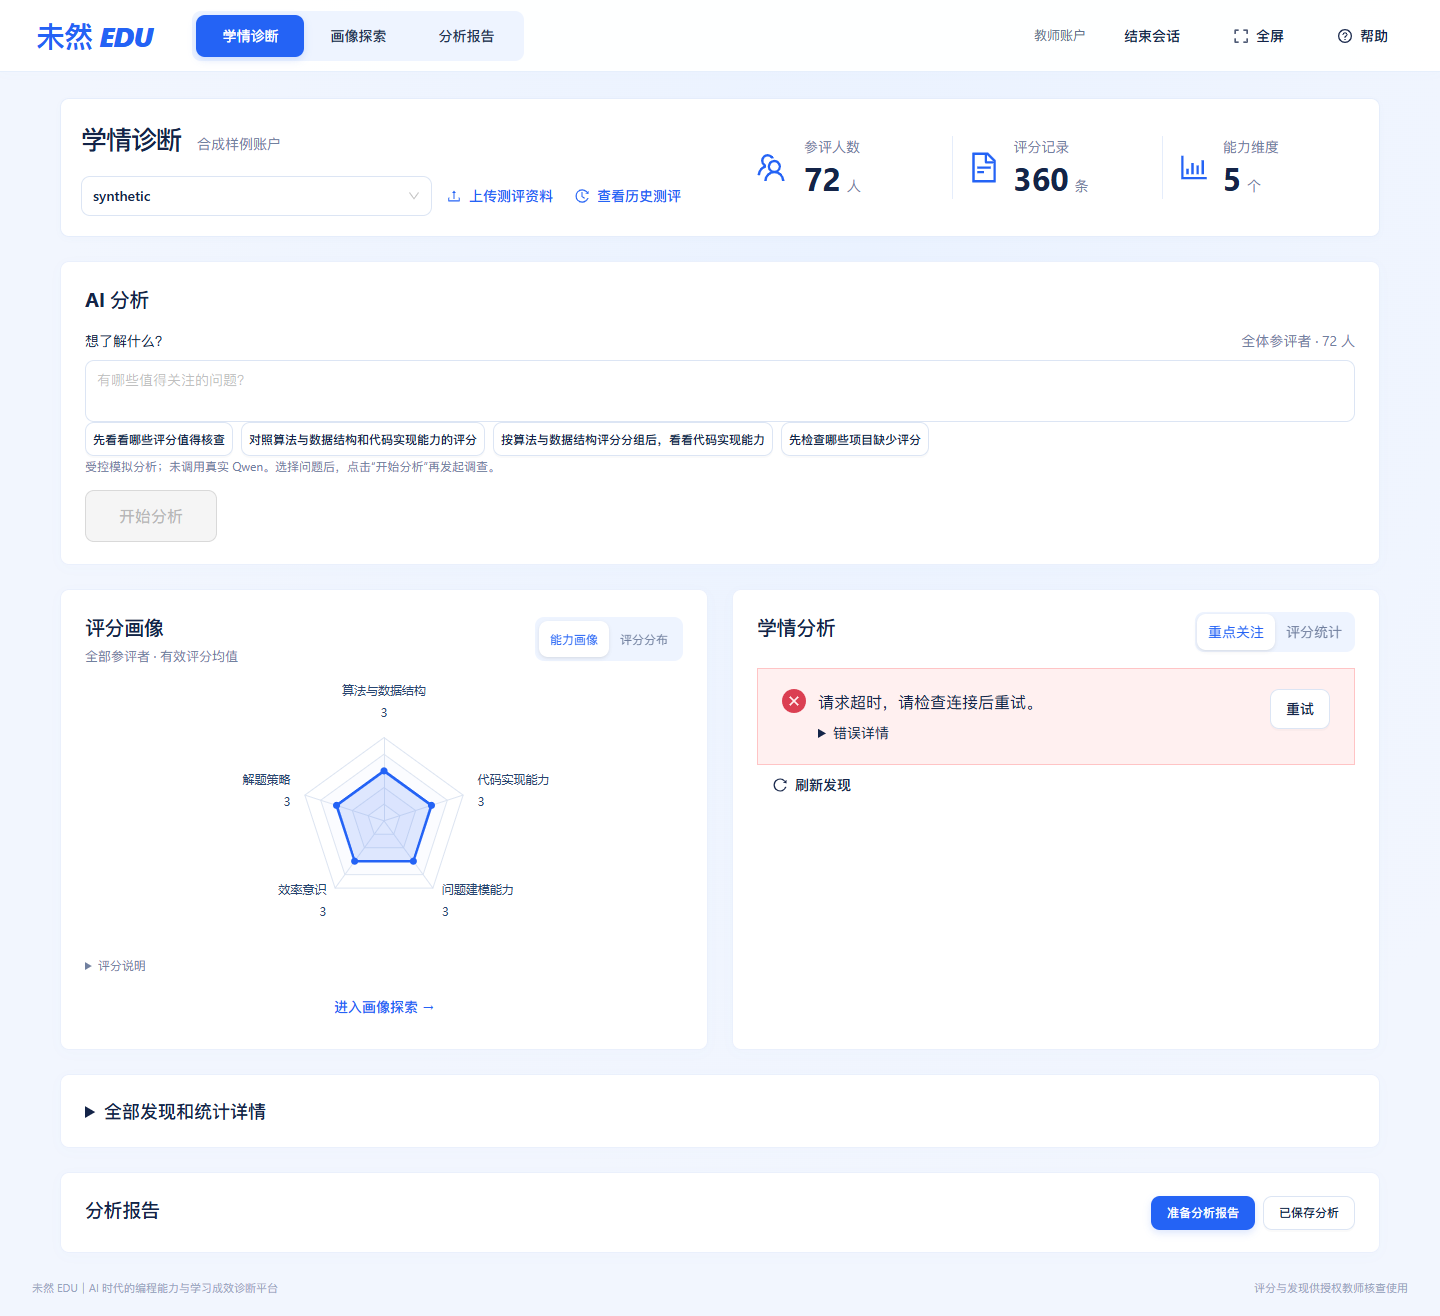 未然 EDU
学情诊断
画像探索
分析报告
教师账户
结束会话
全屏
帮助
学情诊断
合成样例账户
synthetic
上传测评资料
查看历史测评
参评人数
72 人
评分记录
360 条
能力维度
5 个
AI 分析
想了解什么？
全体参评者 · 72 人
有哪些值得关注的问题？
先看看哪些评分值得核查
对照算法与数据结构和代码实现能力的评分
按算法与数据结构评分分组后，看看代码实现能力
先检查哪些项目缺少评分
受控模拟分析；未调用真实 Qwen。选择问题后，点击“开始分析”再发起调查。
开始分析
评分画像
全部参评者 · 有效评分均值
能力画像
评分分布
算法与数据结构
3
解题策略
3
代码实现能力
3
效率意识
3
问题建模能力
3
评分说明
进入画像探索 →
学情分析
重点关注
评分统计
请求超时，请检查连接后重试。
错误详情
重试
刷新发现
全部发现和统计详情
分析报告
准备分析报告
已保存分析
未然 EDU｜AI 时代的编程能力与学习成效诊断平台
评分与发现供授权教师核查使用